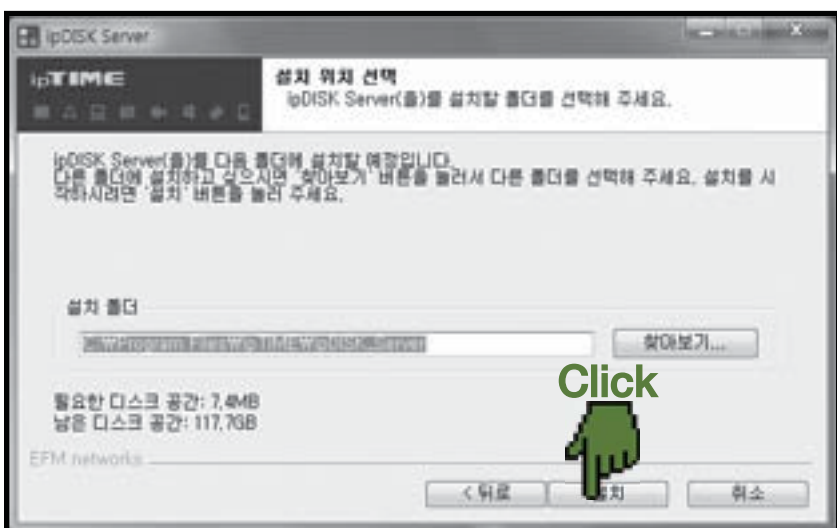 ipDISK Server
ipTIME
설치 위치 선택
ipDISK Server(을)를 설치할 폴더를 선택해 주세요.
ipDISK Server(을)를 다음 폴더에 설치할 예정입니다.
다른 폴더에 설치하고 싶으시면 '찾아보기' 버튼을 눌러서 다른 폴더를 선택해 주세요. 설치를 시
작하시려면 '설치' 버튼을 눌러 주세요.
설치 폴더
C:₩Program Files₩ipTIME₩ipDISK_Server
찾아보기...
Click
필요한 디스크 공간: 7.4MB
남은 디스크 공간: 117.7GB
EFM networks
< 뒤로
설치
취소